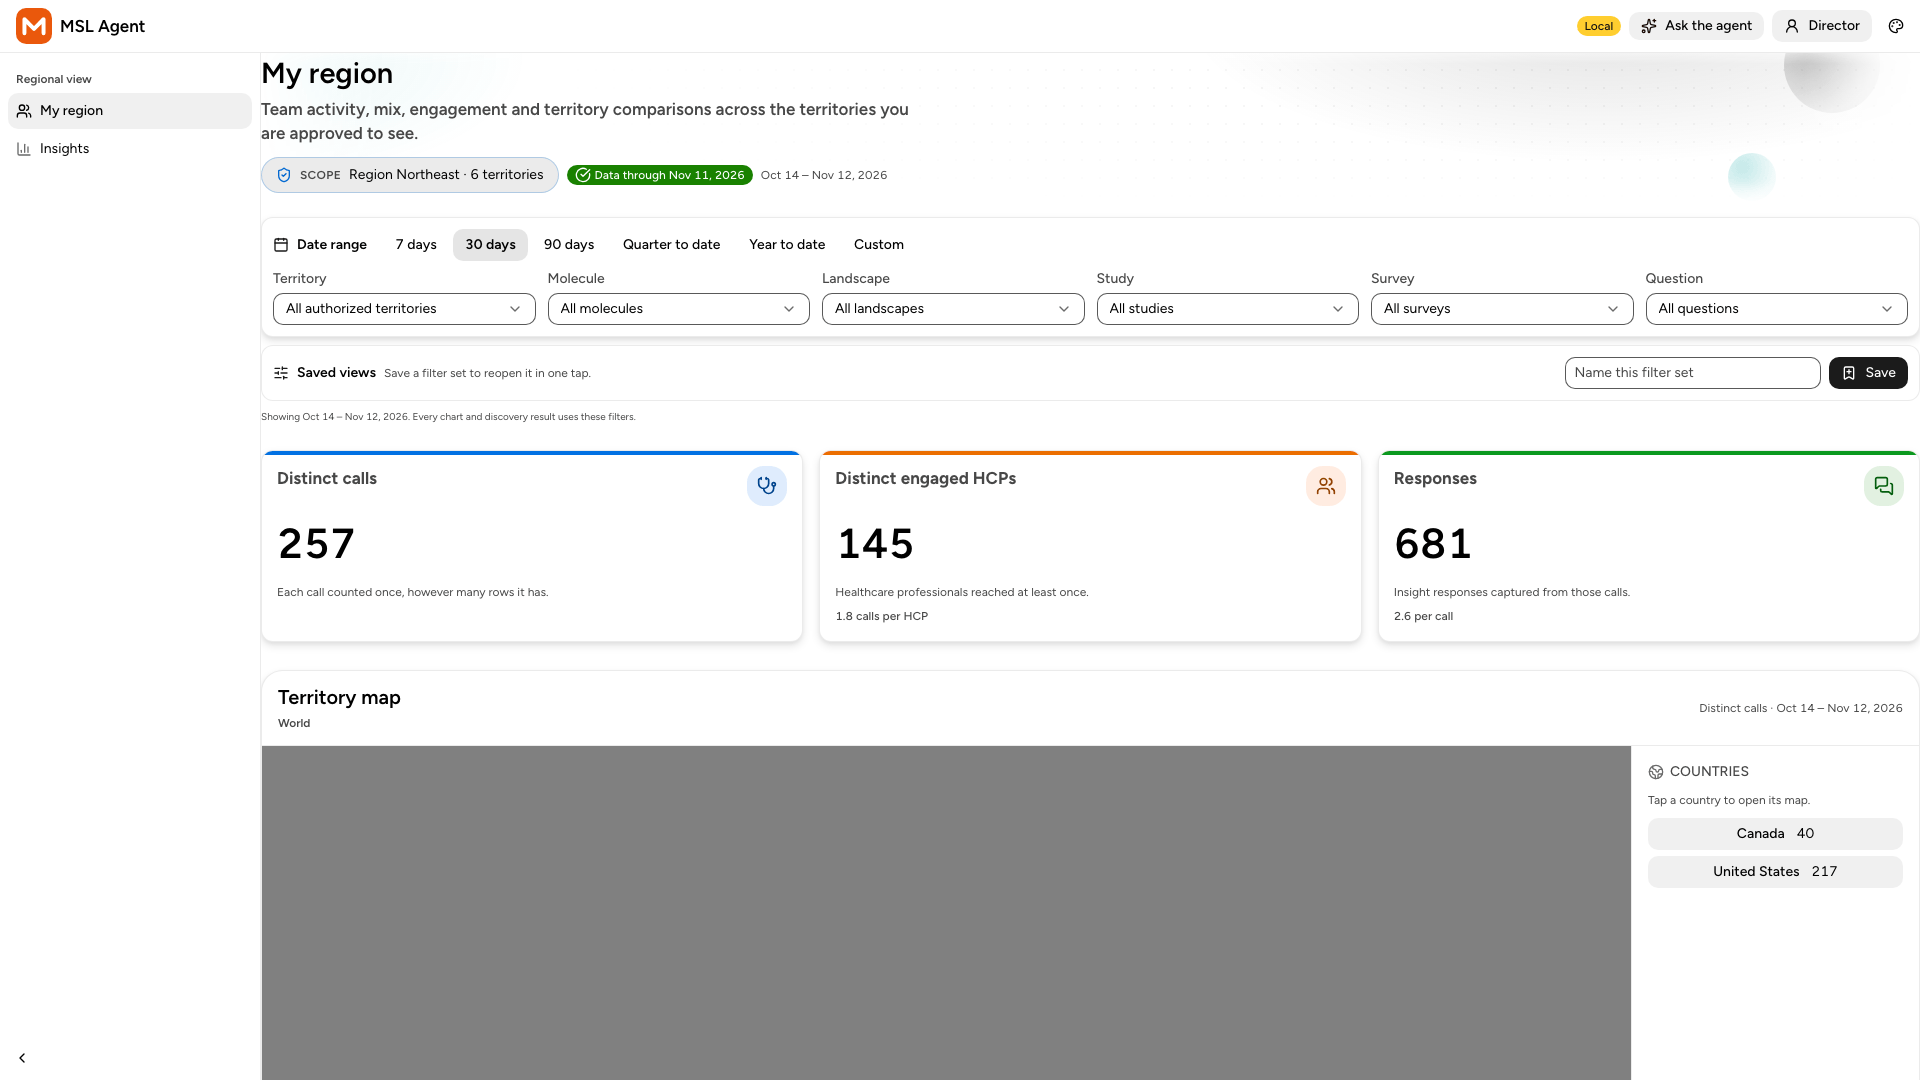 MSL Agent
Local
Ask the agent
Director
Regional view
My region
Insights
My region
Team activity, mix, engagement and territory comparisons across the territories you
are approved to see.
SCOPE Region Northeast · 6 territories
Data through Nov 11, 2026
Oct 14 – Nov 12, 2026
Date range
7 days
30 days
90 days
Quarter to date
Year to date
Custom
Territory
Molecule
Landscape
Study
Survey
Question
All authorized territories
All molecules
All landscapes
All studies
All surveys
All questions
Saved views
Save a filter set to reopen it in one tap.
Name this filter set
Save
Showing Oct 14 – Nov 12, 2026. Every chart and discovery result uses these filters.
Distinct calls
257
Each call counted once, however many rows it has.
Distinct engaged HCPs
145
Healthcare professionals reached at least once.
1.8 calls per HCP
Responses
681
Insight responses captured from those calls.
2.6 per call
Territory map
World
Distinct calls · Oct 14 – Nov 12, 2026
COUNTRIES
Tap a country to open its map.
Canada 40
United States 217